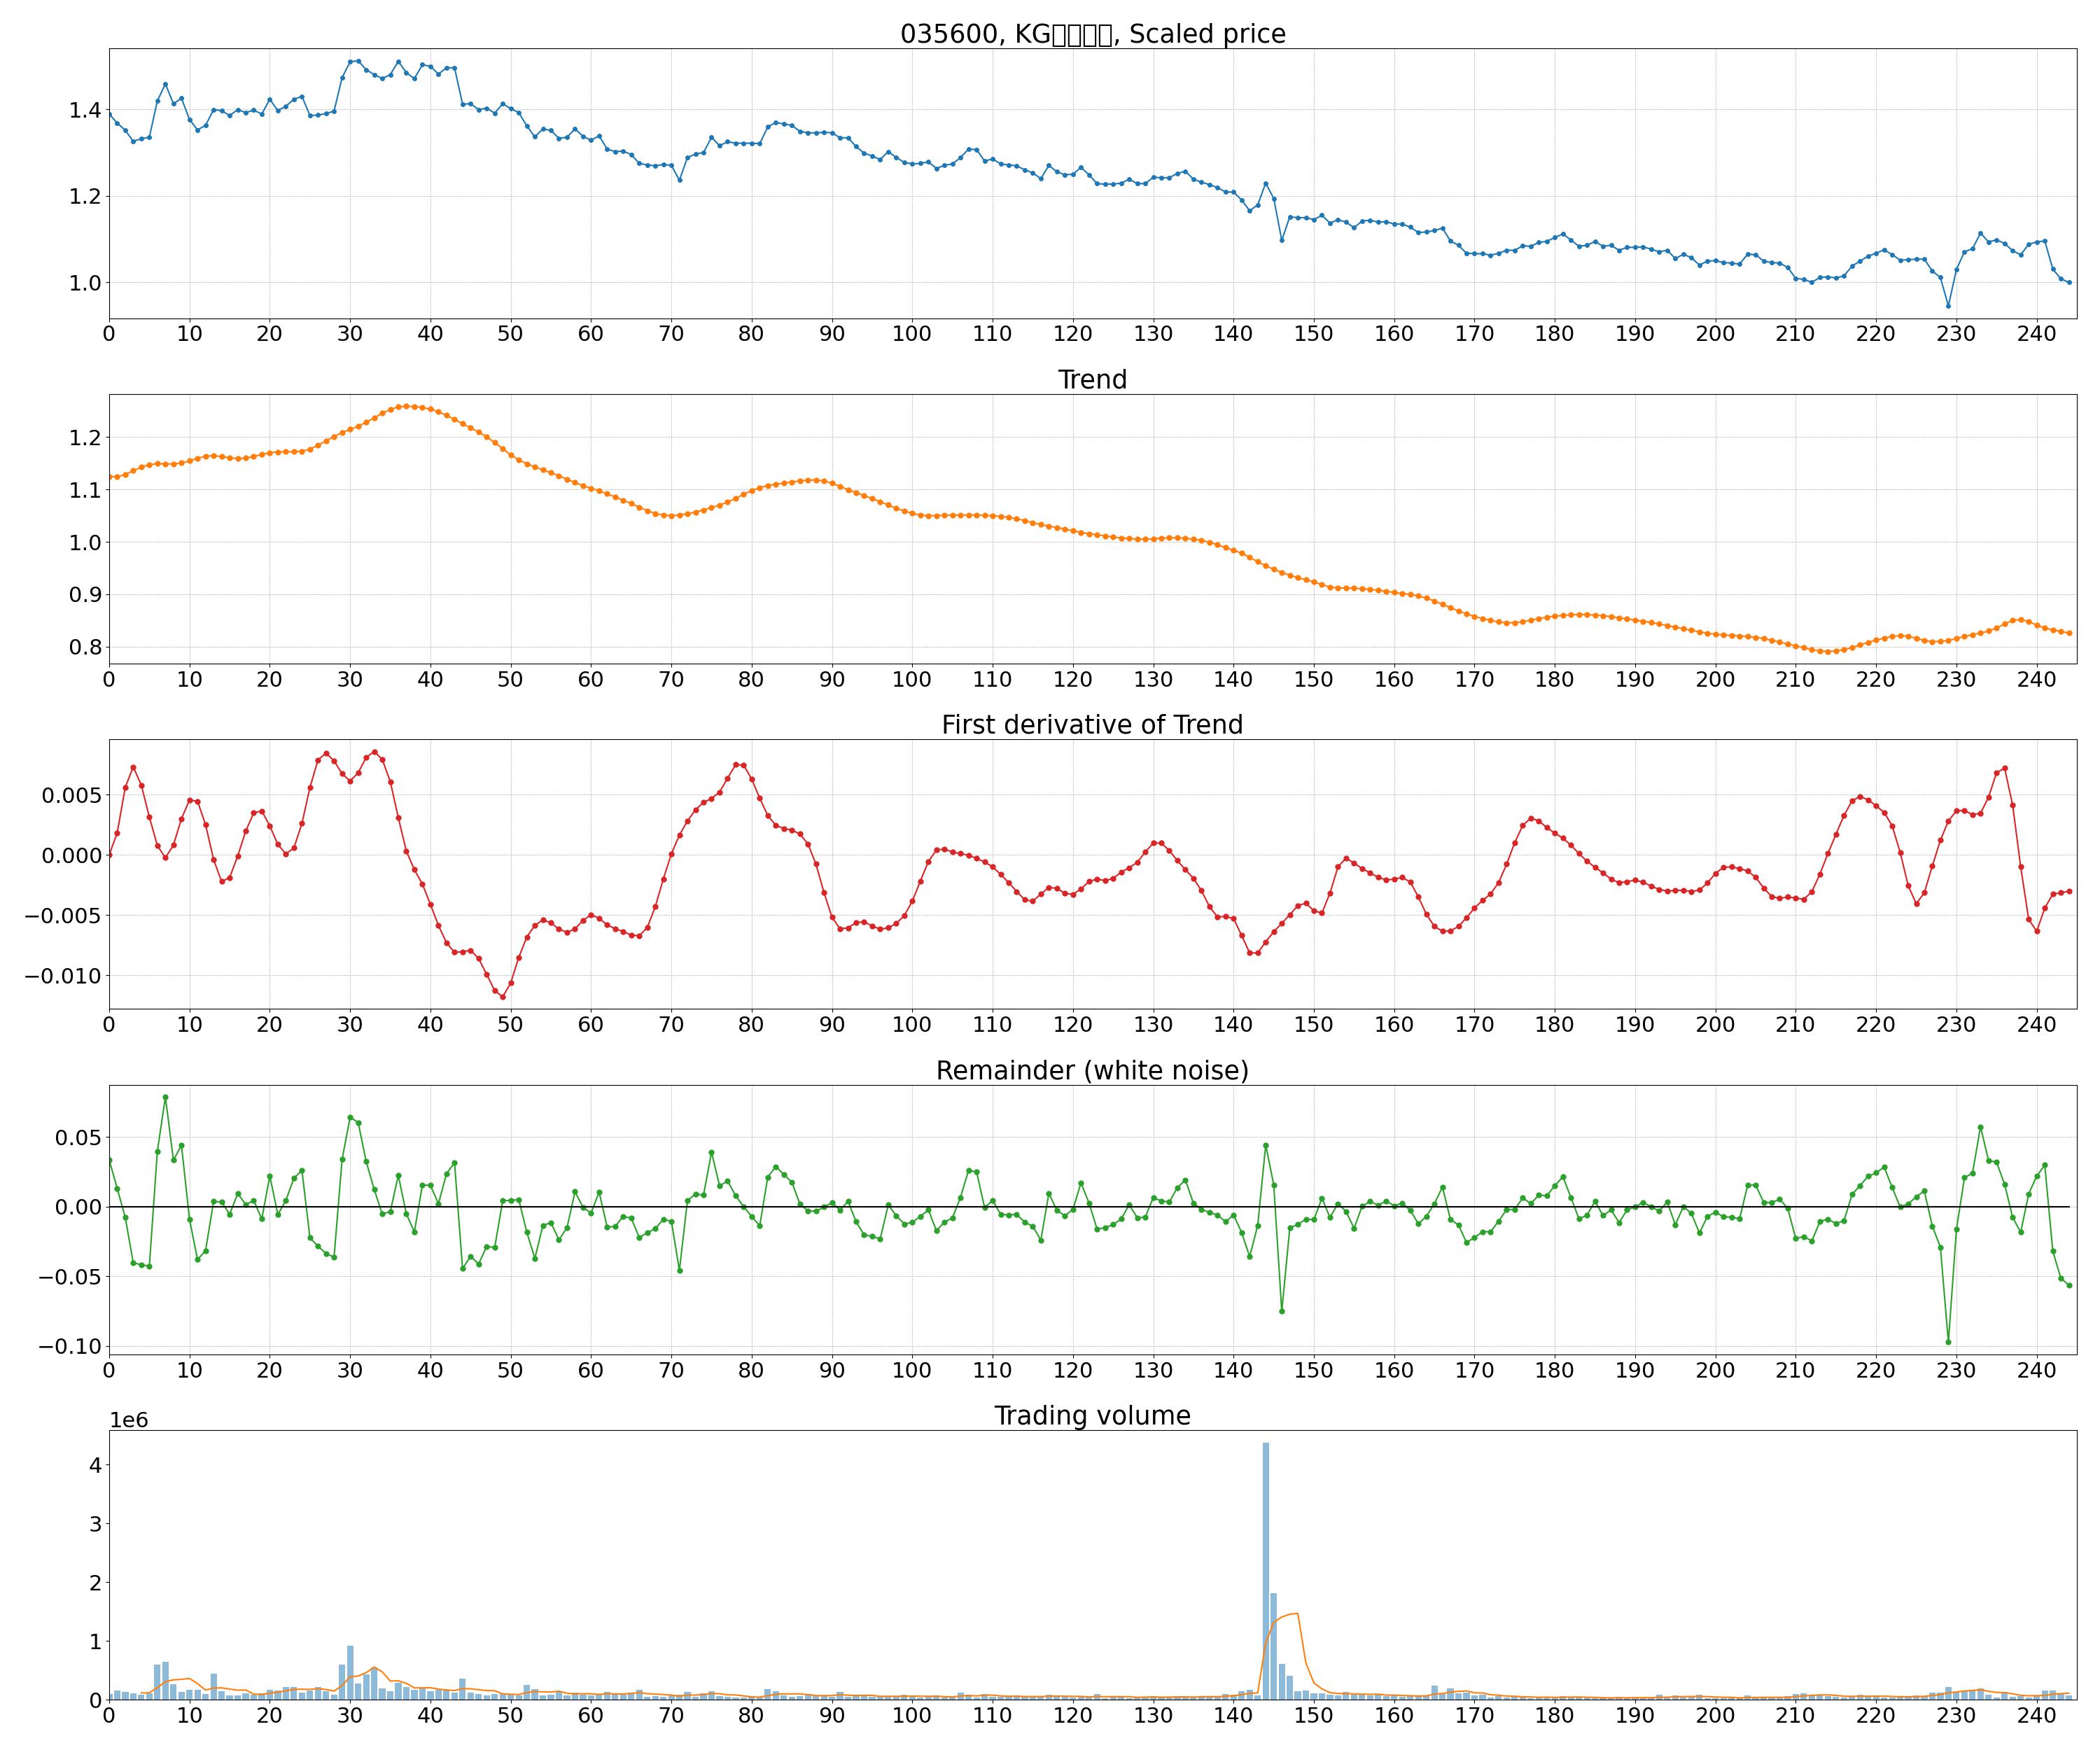 035600, KG□□□□, Scaled price
1.4
1.2
1.0
0 10 20 30 40 50 60 70 80 90 100 110 120 130 140 150 160 170 180 190 200 210 220 230 240
Trend
1.2
1.1
1.0
0.9
0.8
0 10 20 30 40 50 60 70 80 90 100 110 120 130 140 150 160 170 180 190 200 210 220 230 240
First derivative of Trend
0.005
0.000
−0.005
−0.010
0 10 20 30 40 50 60 70 80 90 100 110 120 130 140 150 160 170 180 190 200 210 220 230 240
Remainder (white noise)
0.05
0.00
−0.05
−0.10
0 10 20 30 40 50 60 70 80 90 100 110 120 130 140 150 160 170 180 190 200 210 220 230 240
Trading volume
1e6
4
3
2
1
0
0 10 20 30 40 50 60 70 80 90 100 110 120 130 140 150 160 170 180 190 200 210 220 230 240